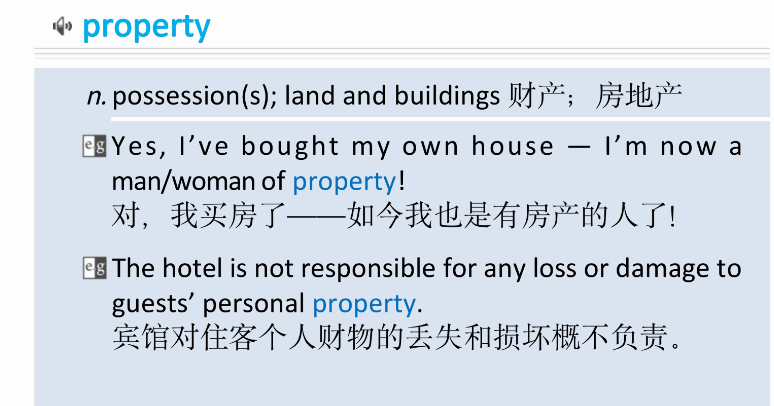 property
n. possession(s); land and buildings 财产；房地产
eg Yes, I’ve bought my own house — I’m now a
man/woman of property!
对，我买房了——如今我也是有房产的人了!
eg The hotel is not responsible for any loss or damage to
guests’ personal property.
宾馆对住客个人财物的丢失和损坏概不负责。